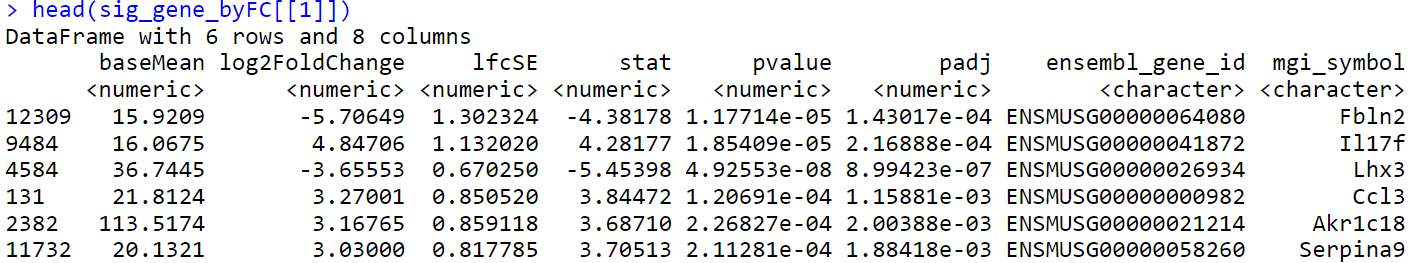 > head(sig_gene_byFC[[1]])
DataFrame with 6 rows and 8 columns
baseMean log2FoldChange lfcSE stat pvalue padj ensembl_gene_id mgi_symbol
<numeric> <numeric> <numeric> <numeric> <numeric> <numeric> <character> <character>
12309 15.9209 -5.70649 1.302324 -4.38178 1.17714e-05 1.43017e-04 ENSMUSG00000064080 Fbln2
9484 16.0675 4.84706 1.132020 4.28177 1.85409e-05 2.16888e-04 ENSMUSG00000041872 Il17f
4584 36.7445 -3.65553 0.670250 -5.45398 4.92553e-08 8.99423e-07 ENSMUSG00000026934 Lhx3
131 21.8124 3.27001 0.850520 3.84472 1.20691e-04 1.15881e-03 ENSMUSG00000000982 Ccl3
2382 113.5174 3.16765 0.859118 3.68710 2.26827e-04 2.00388e-03 ENSMUSG00000021214 Akr1c18
11732 20.1321 3.03000 0.817785 3.70513 2.11281e-04 1.88418e-03 ENSMUSG00000058260 Serpina9